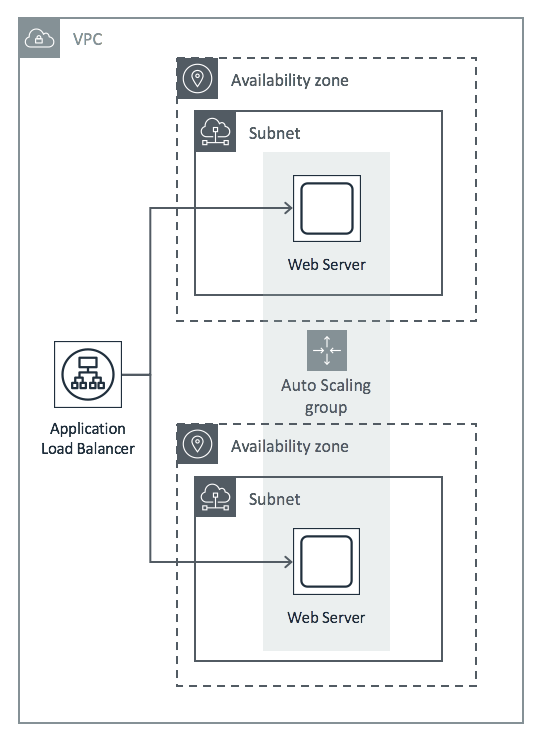 VPC
Availability zone
Subnet
Web Server
Auto Scaling
group
Application
Load Balancer
Availability zone
Subnet
Web Server